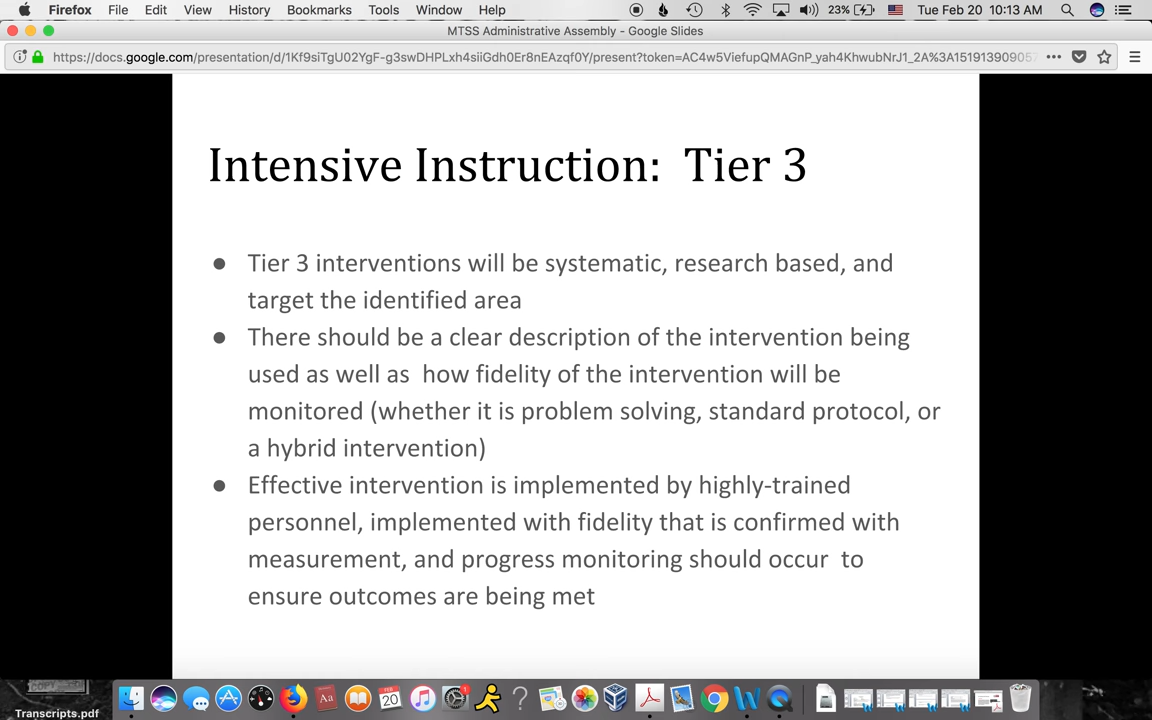 Firefox File Edit View History Bookmarks Tools Window Help 23% Tue Feb 20 10:13 AM
MTSS Administrative Assembly - Google Slides
https://docs.google.com/presentation/d/1Kf9siTgU02YgF-g3swDHPLxh4siiGdh0Er8nEAzqf0Y/present?token=AC4w5ViefupQMAGnP_yah4KhwubNrJ1_2A%3A151913909057
Intensive Instruction: Tier 3
● Tier 3 interventions will be systematic, research based, and
target the identified area
● There should be a clear description of the intervention being
used as well as how fidelity of the intervention will be
monitored (whether it is problem solving, standard protocol, or
a hybrid intervention)
● Effective intervention is implemented by highly-trained
personnel, implemented with fidelity that is confirmed with
measurement, and progress monitoring should occur to
ensure outcomes are being met
Transcripts.pdf